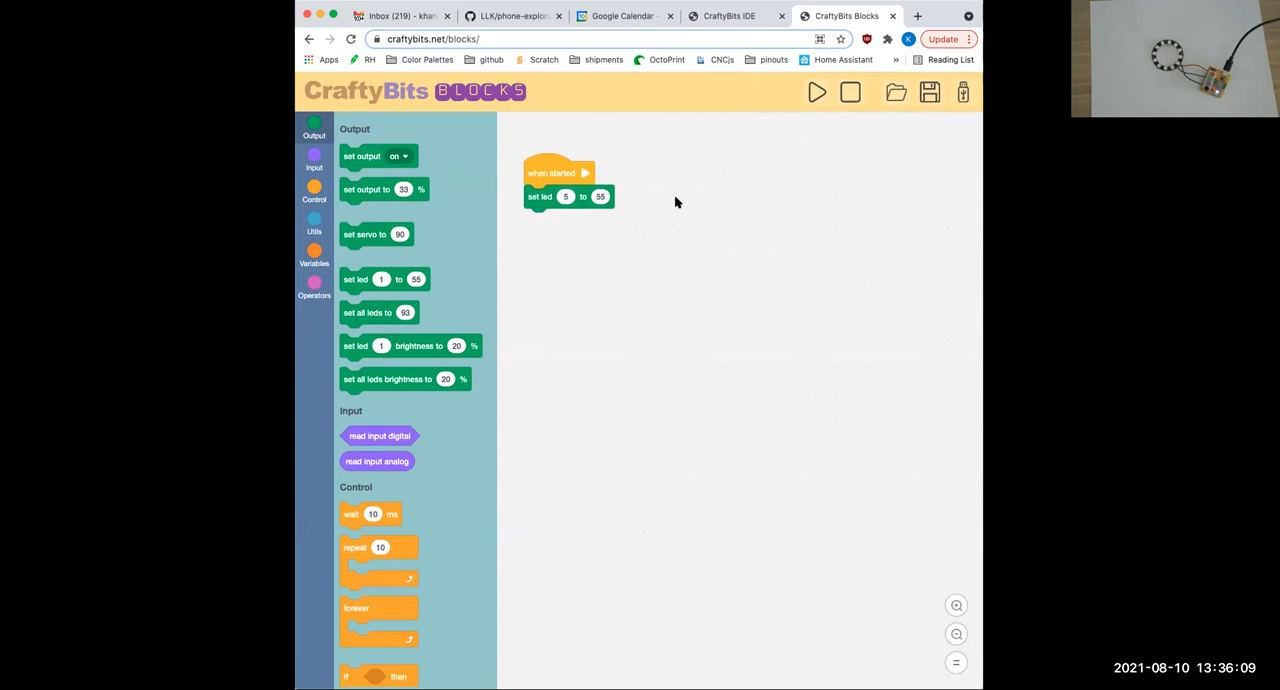 Inbox (219) - khan
LLK/phone-explor
Google Calendar -
CraftyBits IDE
CraftyBits Blocks
craftybits.net/blocks/
K
Update
Apps
RH
Color Palettes
github
Scratch
shipments
OctoPrint
CNCjs
pinouts
Home Assistant
»
Reading List
CraftyBits BLOCKS
Output
Input
Control
Utils
Variables
Operators
Output
set output on
set output to 33 %
set servo to 90
set led 1 to 55
set all leds to 93
set led 1 brightness to 20 %
set all leds brightness to 20 %
Input
read input digital
read input analog
Control
wait 10 ms
repeat 10
forever
if then
when started
set led 5 to 55
2021-08-10 13:36:09